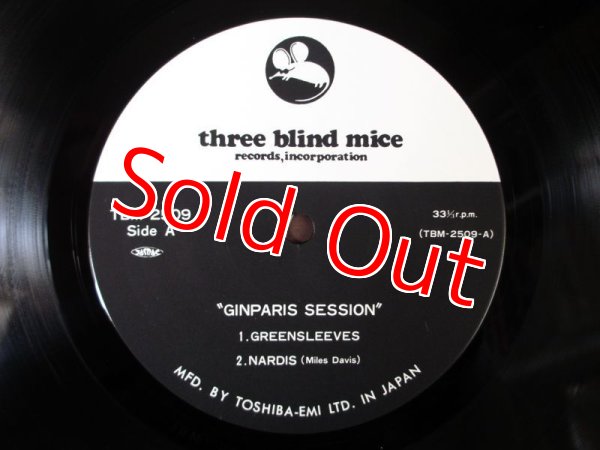 three blind mice
records, incorporation
TBM-2509
Side A
33⅓r.p.m.
(TBM-2509-A)
Sold Out
"GINPARIS SESSION"
1. GREENSLEEVES
2. NARDIS (Miles Davis)
MFD. BY TOSHIBA-EMI LTD. IN JAPAN